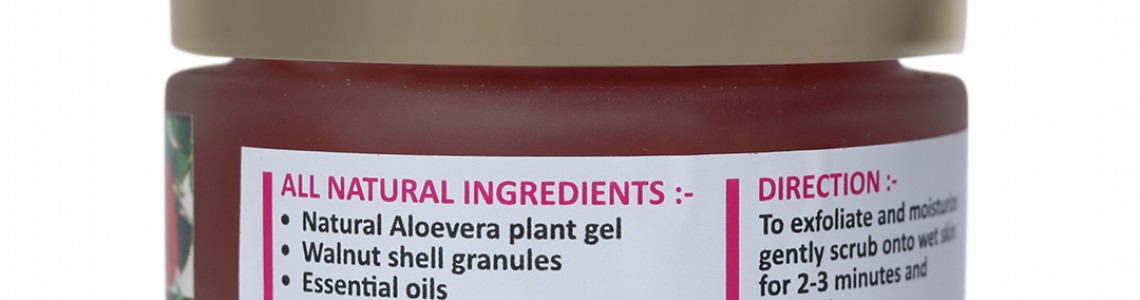 ALL NATURAL INGREDIENTS :-
• Natural Aloevera plant gel
• Walnut shell granules
• Essential oils
DIRECTION :-
To exfoliate and moisturize
gently scrub onto wet skin
for 2-3 minutes and